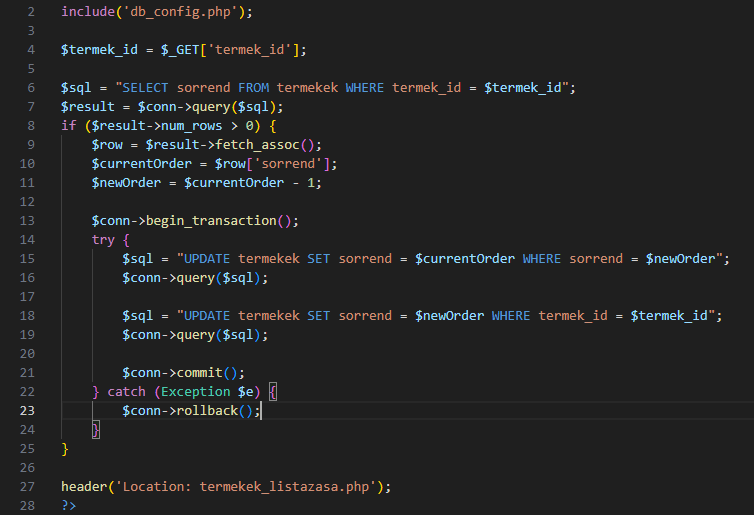 2 include('db_config.php');
3
4 $termek_id = $_GET['termek_id'];
5
6 $sql = "SELECT sorrend FROM termekek WHERE termek_id = $termek_id";
7 $result = $conn->query($sql);
8 if ($result->num_rows > 0) {
9     $row = $result->fetch_assoc();
10     $currentOrder = $row['sorrend'];
11     $newOrder = $currentOrder - 1;
12
13     $conn->begin_transaction();
14     try {
15         $sql = "UPDATE termekek SET sorrend = $currentOrder WHERE sorrend = $newOrder";
16         $conn->query($sql);
17
18         $sql = "UPDATE termekek SET sorrend = $newOrder WHERE termek_id = $termek_id";
19         $conn->query($sql);
20
21         $conn->commit();
22     } catch (Exception $e) {
23         $conn->rollback();
24     }
25 }
26
27 header('Location: termekek_listazasa.php');
28 ?>